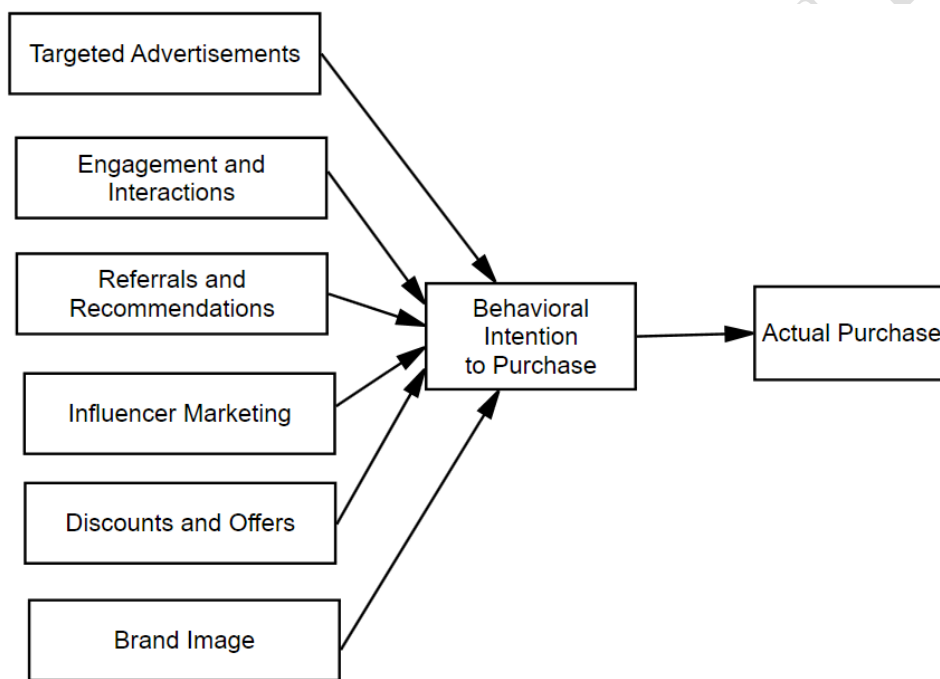 Targeted Advertisements
Engagement and
Interactions
Referrals and
Recommendations
Influencer Marketing
Discounts and Offers
Brand Image
Behavioral
Intention
to Purchase
Actual Purchase